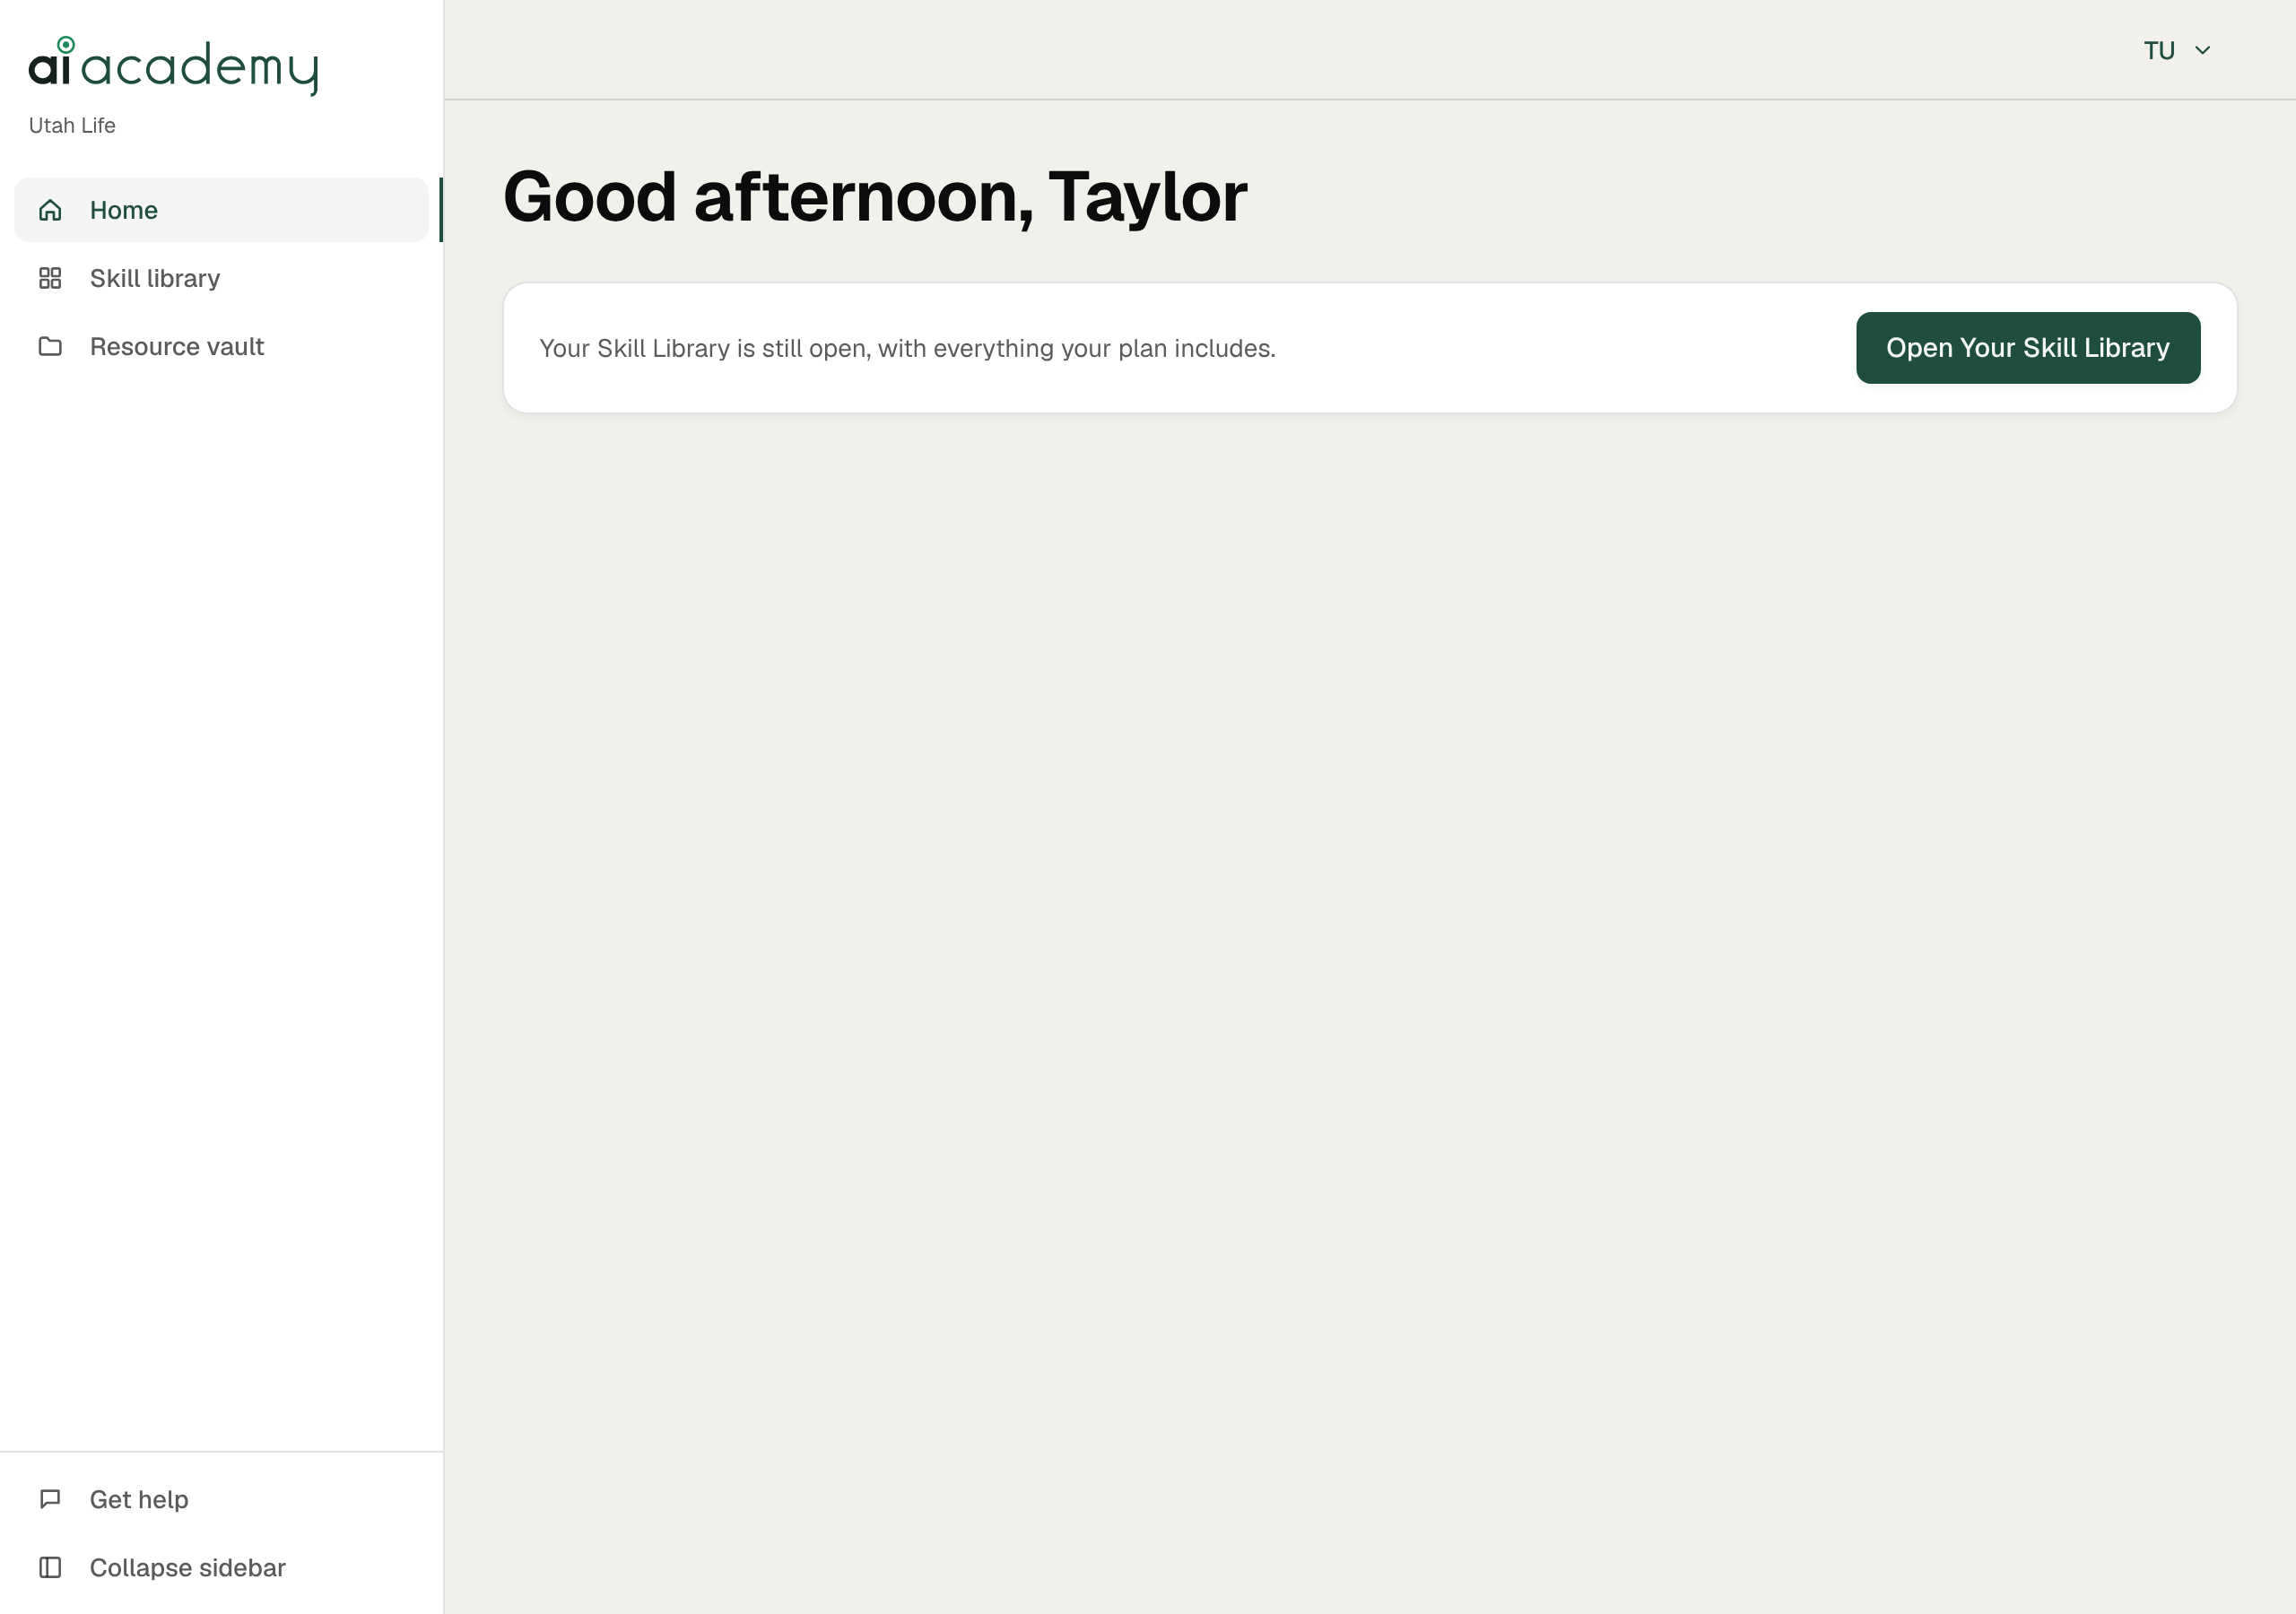 ai academy
Utah Life
Home
Skill library
Resource vault
Get help
Collapse sidebar
TU
Good afternoon, Taylor
Your Skill Library is still open, with everything your plan includes.
Open Your Skill Library